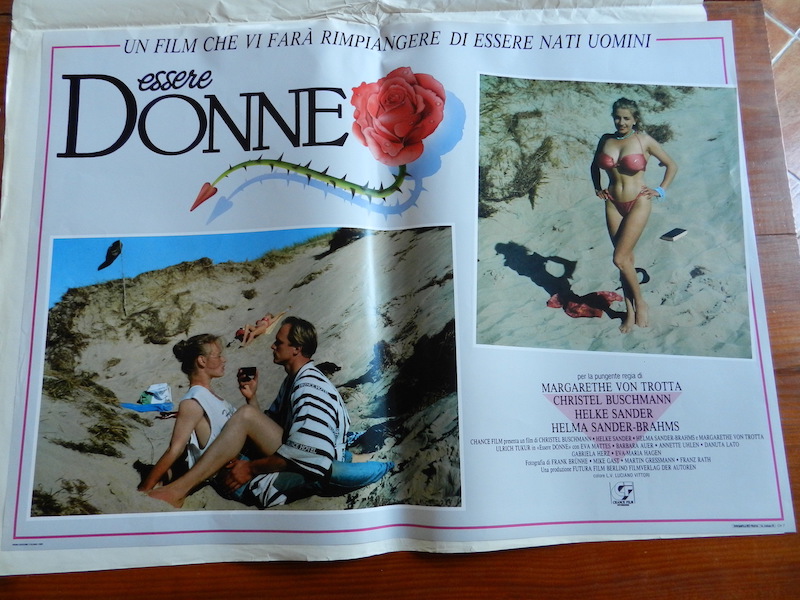 UN FILM CHE VI FARÀ RIMPIANGERE DI ESSERE NATI UOMINI
essere
DONNE
per la pungente regia di
MARGARETHE VON TROTTA
CHRISTEL BUSCHMANN
HELKE SANDER
HELMA SANDER-BRAHMS
CHANCE FILM presenta un film di CHRISTEL BUSCHMANN • HELKE SANDER • HELMA SANDER-BRAHMS e MARGARETHE VON TROTTA
ULRICH TUKUR in «Essere DONNE» con EVA MATTES • BARBARA AUER • ANNETTE UHLEN • DANUTA LATO
GABRIELA HERZ • EVA MARIA HAGEN
Fotografia di FRANK BRÜHNE • MIKE GAST • MARTIN GRESSMANN • FRANZ RATH
Una produzione FUTURA FILM BERLINO FILMVERLAG DER AUTOREN
colore L.V. LUCIANO VITTORI
CHANCE FILM